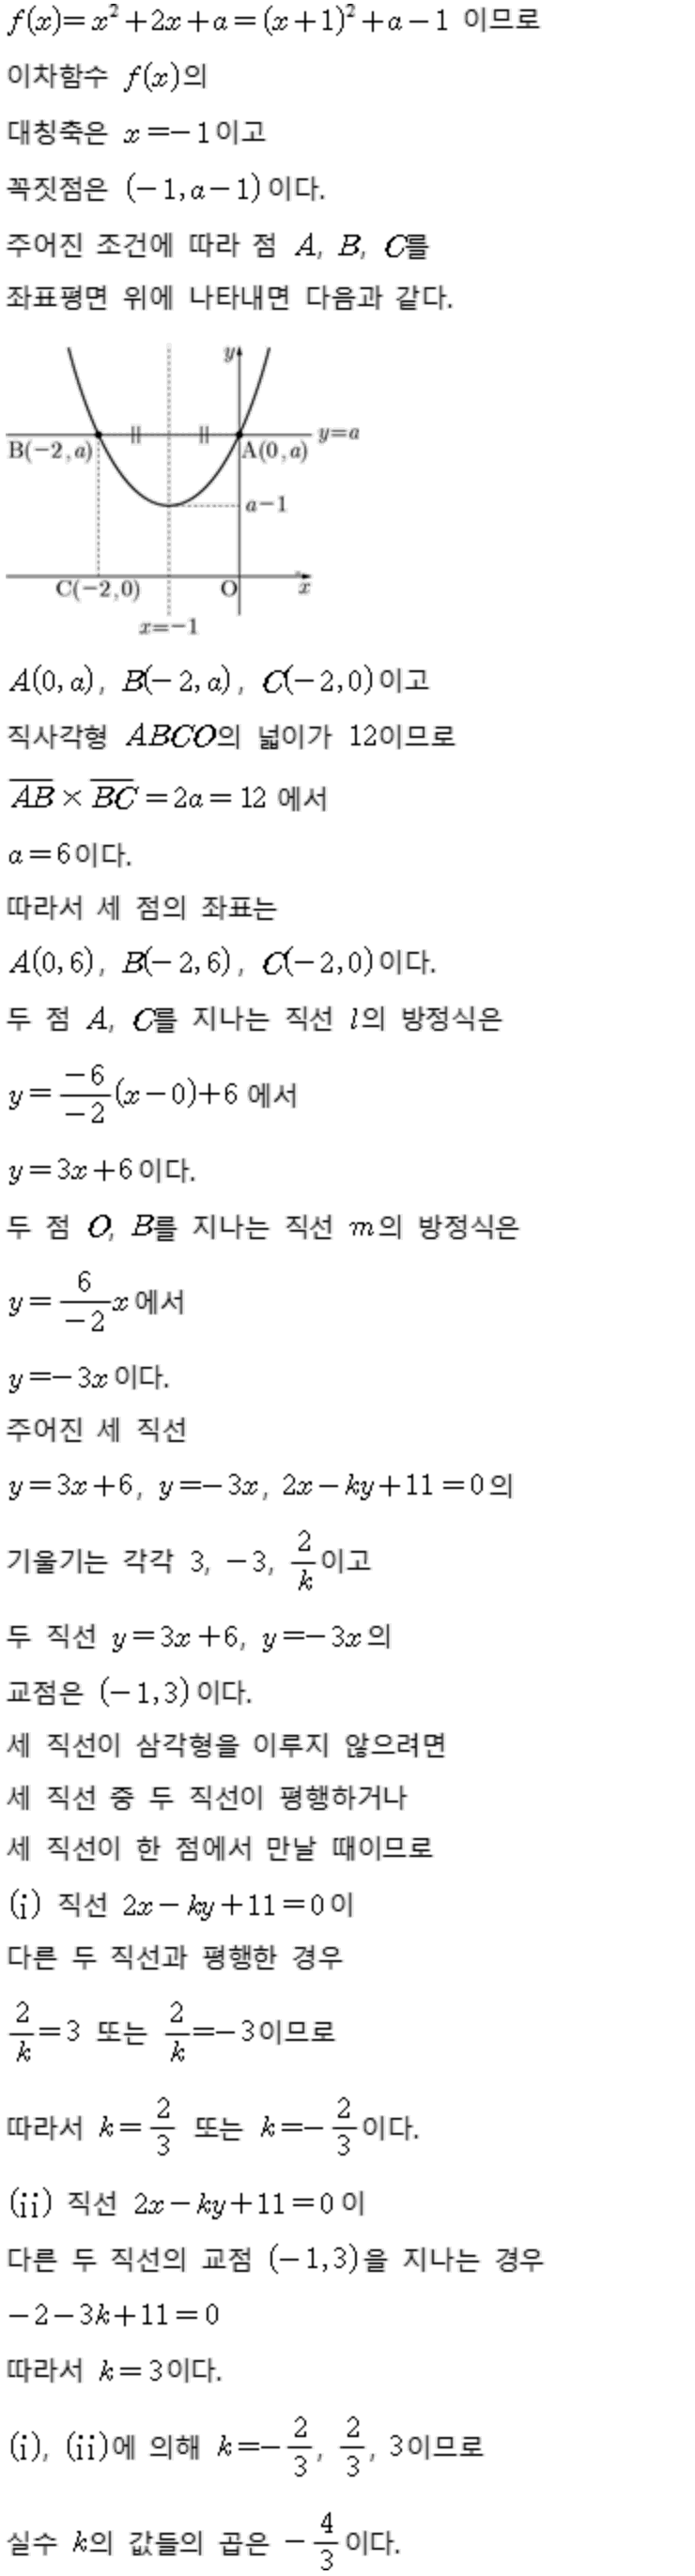 f(x)=x²+2x+a=(x+1)²+a−1 이므로
이차함수 f(x)의
대칭축은 x=−1이고
꼭짓점은 (−1,a−1)이다.
주어진 조건에 따라 점 A, B, C를
좌표평면 위에 나타내면 다음과 같다.
y
y=a
B(−2,a) A(0,a)
a−1
C(−2,0) O x
x=−1
A(0,a), B(−2,a), C(−2,0)이고
직사각형 ABCO의 넓이가 12이므로
A̅B̅×B̅C̅=2a=12 에서
a=6이다.
따라서 세 점의 좌표는
A(0,6), B(−2,6), C(−2,0)이다.
두 점 A, C를 지나는 직선 l의 방정식은
y=\frac{−6}{−2}(x−0)+6 에서
y=3x+6이다.
두 점 O, B를 지나는 직선 m의 방정식은
y=\frac{6}{−2}x에서
y=−3x이다.
주어진 세 직선
y=3x+6, y=−3x, 2x−ky+11=0의
기울기는 각각 3, −3, \frac{2}{k}이고
두 직선 y=3x+6, y=−3x의
교점은 (−1,3)이다.
세 직선이 삼각형을 이루지 않으려면
세 직선 중 두 직선이 평행하거나
세 직선이 한 점에서 만날 때이므로
(i) 직선 2x−ky+11=0이
다른 두 직선과 평행한 경우
\frac{2}{k}=3 또는 \frac{2}{k}=−3이므로
따라서 k=\frac{2}{3} 또는 k=−\frac{2}{3}이다.
(ii) 직선 2x−ky+11=0이
다른 두 직선의 교점 (−1,3)을 지나는 경우
−2−3k+11=0
따라서 k=3이다.
(i), (ii)에 의해 k=−\frac{2}{3}, \frac{2}{3}, 3이므로
실수 k의 값들의 곱은 −\frac{4}{3}이다.